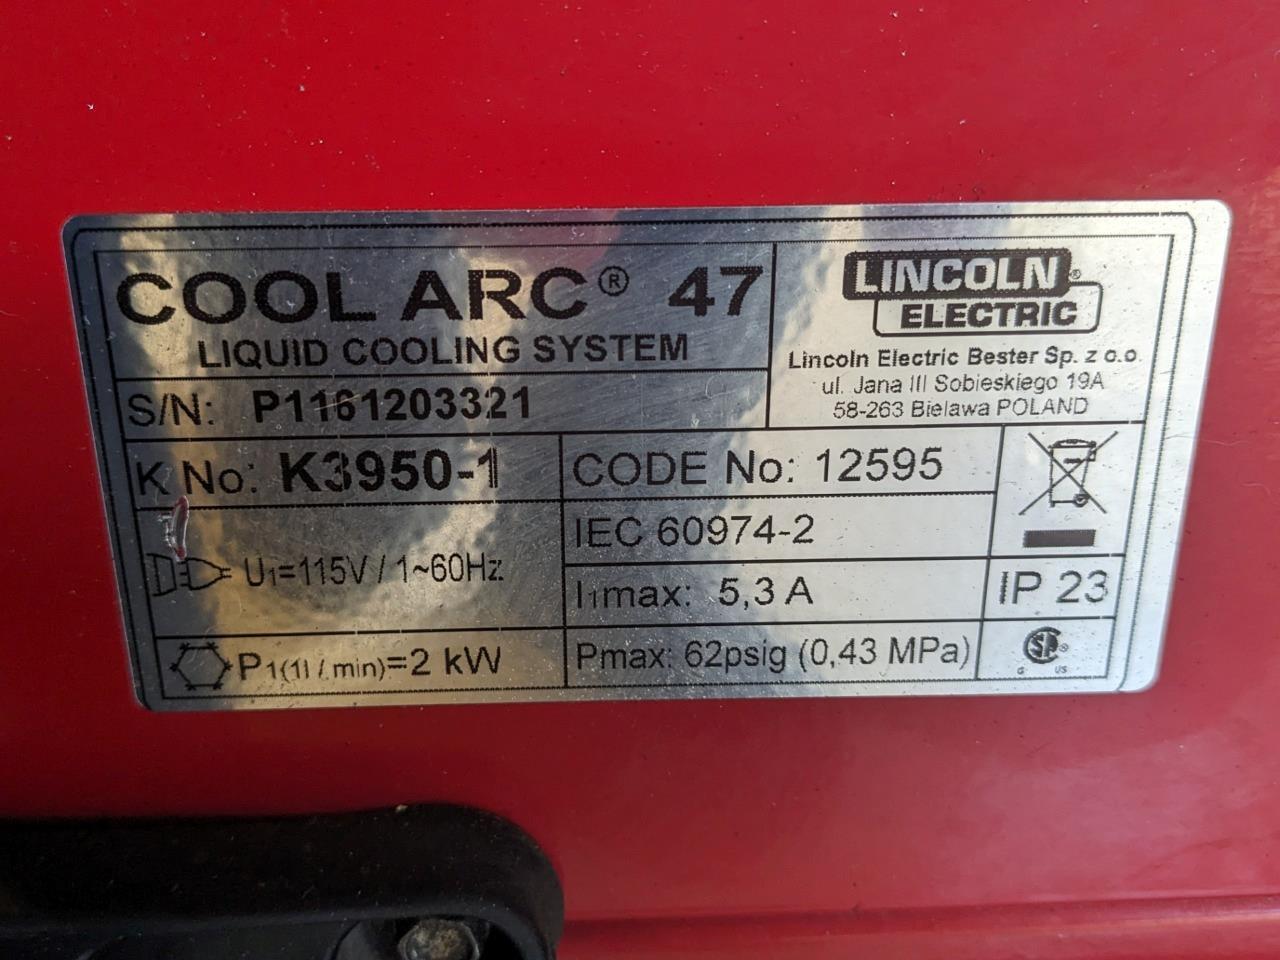 COOL ARC® 47
LIQUID COOLING SYSTEM
LINCOLN®
ELECTRIC
Lincoln Electric Bester Sp. z o.o.
ul. Jana III Sobieskiego 19A
58-263 Bielawa POLAND
S/N: P1161203321
K No: K3950-1
CODE No: 12595
IEC 60974-2
U1=115V / 1~60Hz
I1max: 5,3 A
IP 23
P1(1l / min)=2 kW
Pmax: 62psig (0,43 MPa)
SP®
C US